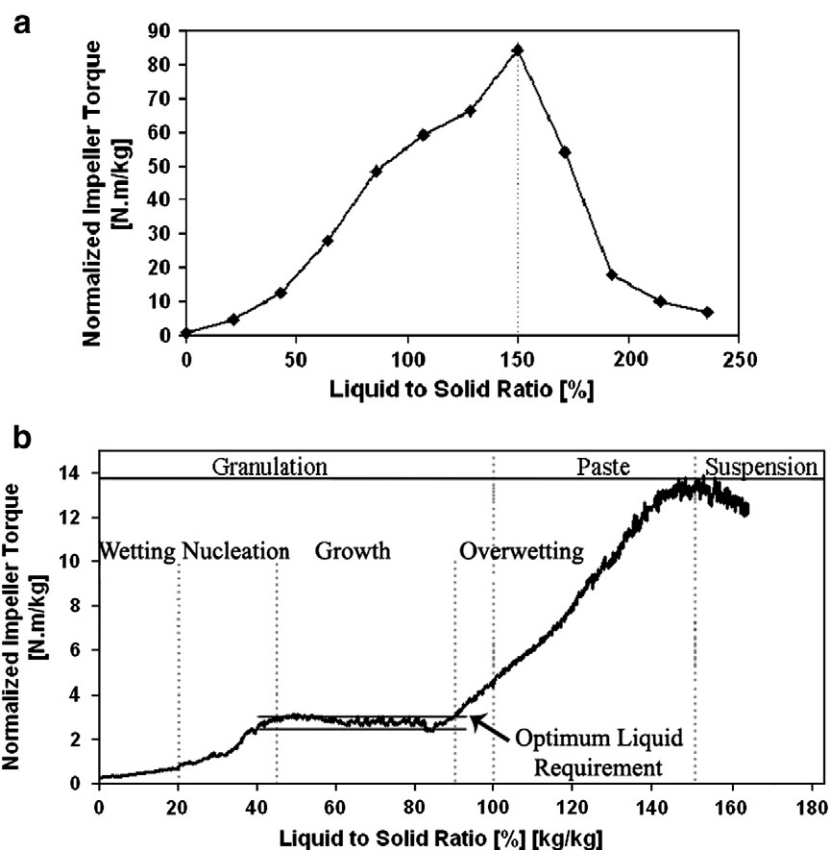 a
Normalized Impeller Torque
[N.m/kg]
90
80
70
60
50
40
30
20
10
0
0 50 100 150 200 250
Liquid to Solid Ratio [%]
b
Normalized Impeller Torque
[N.m/kg]
14
12
10
8
6
4
2
0
Granulation Paste Suspension
Wetting Nucleation Growth Overwetting
Optimum Liquid
Requirement
0 20 40 60 80 100 120 140 160 180
Liquid to Solid Ratio [%] [kg/kg]